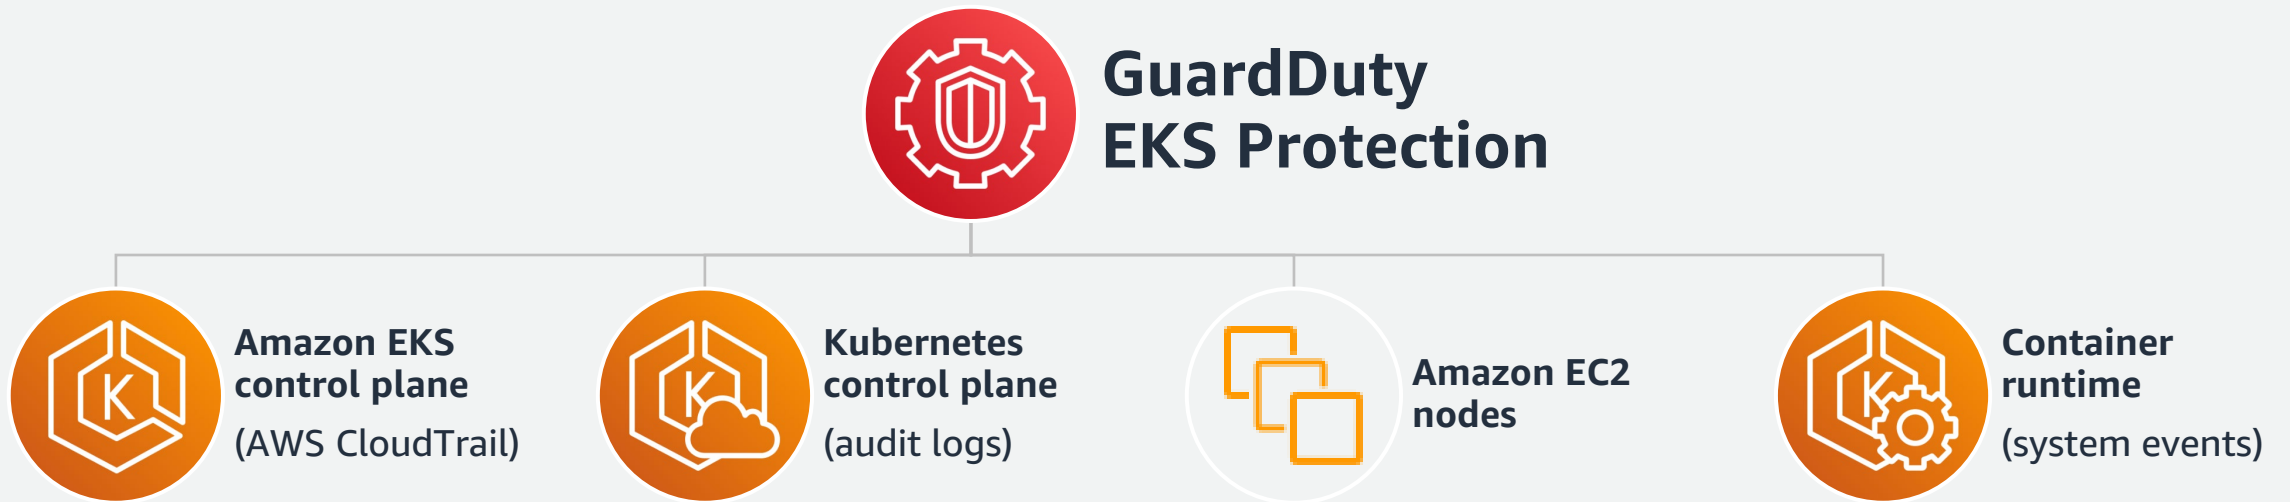 GuardDuty
EKS Protection
Amazon EKS
control plane
(AWS CloudTrail)
Kubernetes
control plane
(audit logs)
Amazon EC2
nodes
Container
runtime
(system events)
K
K
K